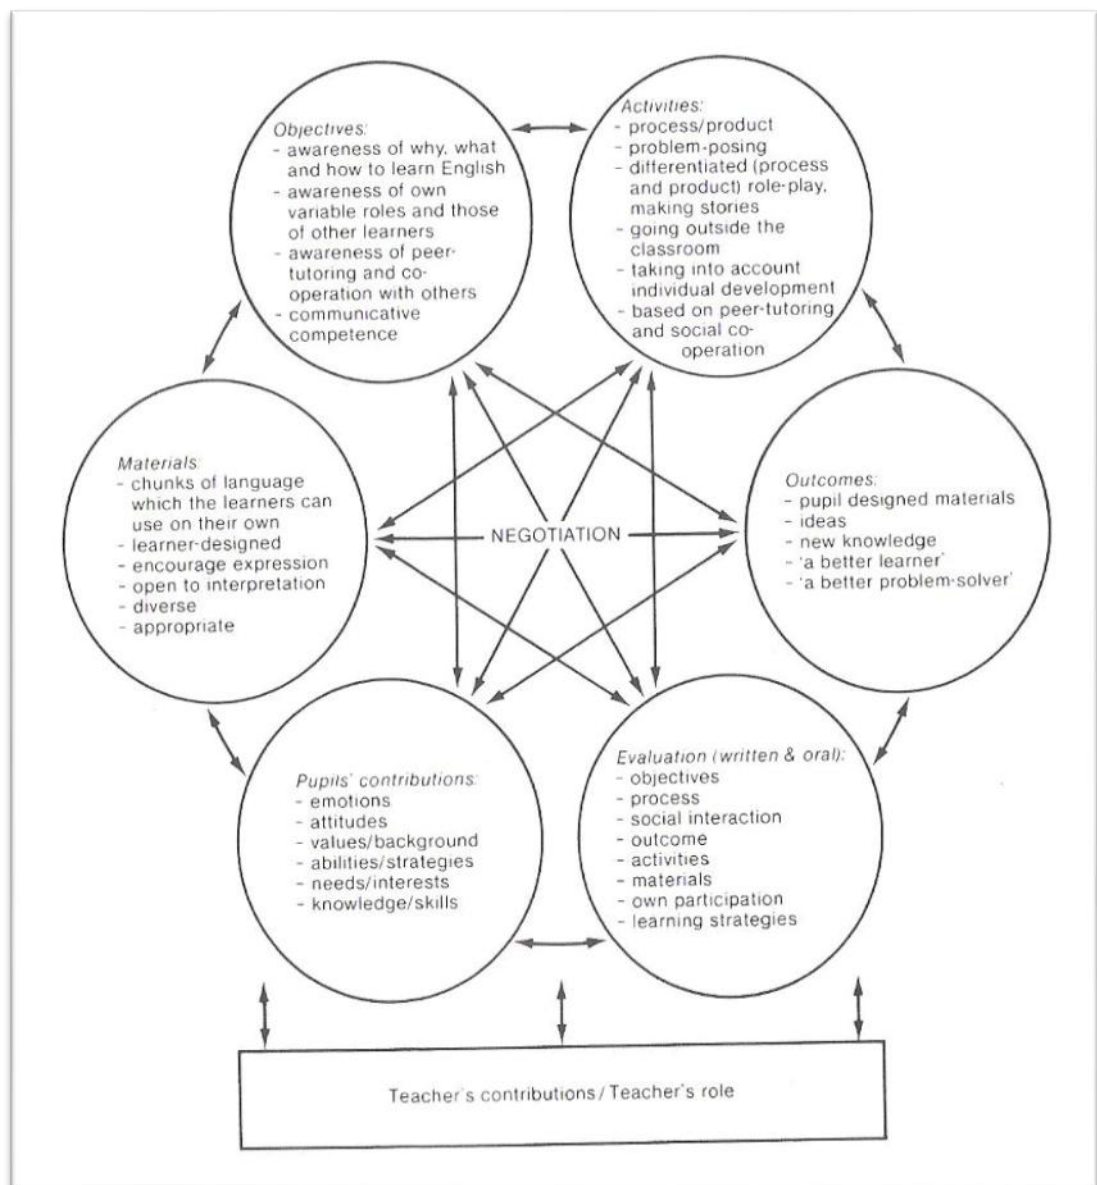 Objectives:
- awareness of why, what
and how to learn English
- awareness of own
variable roles and those
of other learners
- awareness of peer-
tutoring and co-
operation with others
- communicative
competence
Activities:
- process/product
- problem-posing
- differentiated (process
and product) role-play,
making stories
- going outside the
classroom
- taking into account
individual development
- based on peer-tutoring
and social co-
operation
Materials:
- chunks of language
which the learners can
use on their own
- learner-designed
- encourage expression
- open to interpretation
- diverse
- appropriate
NEGOTIATION
Outcomes:
- pupil designed materials
- ideas
- new knowledge
- 'a better learner'
- 'a better problem-solver'
Pupils' contributions:
- emotions
- attitudes
- values/background
- abilities/strategies
- needs/interests
- knowledge/skills
Evaluation (written & oral):
- objectives
- process
- social interaction
- outcome
- activities
- materials
- own participation
- learning strategies
Teacher's contributions / Teacher's role